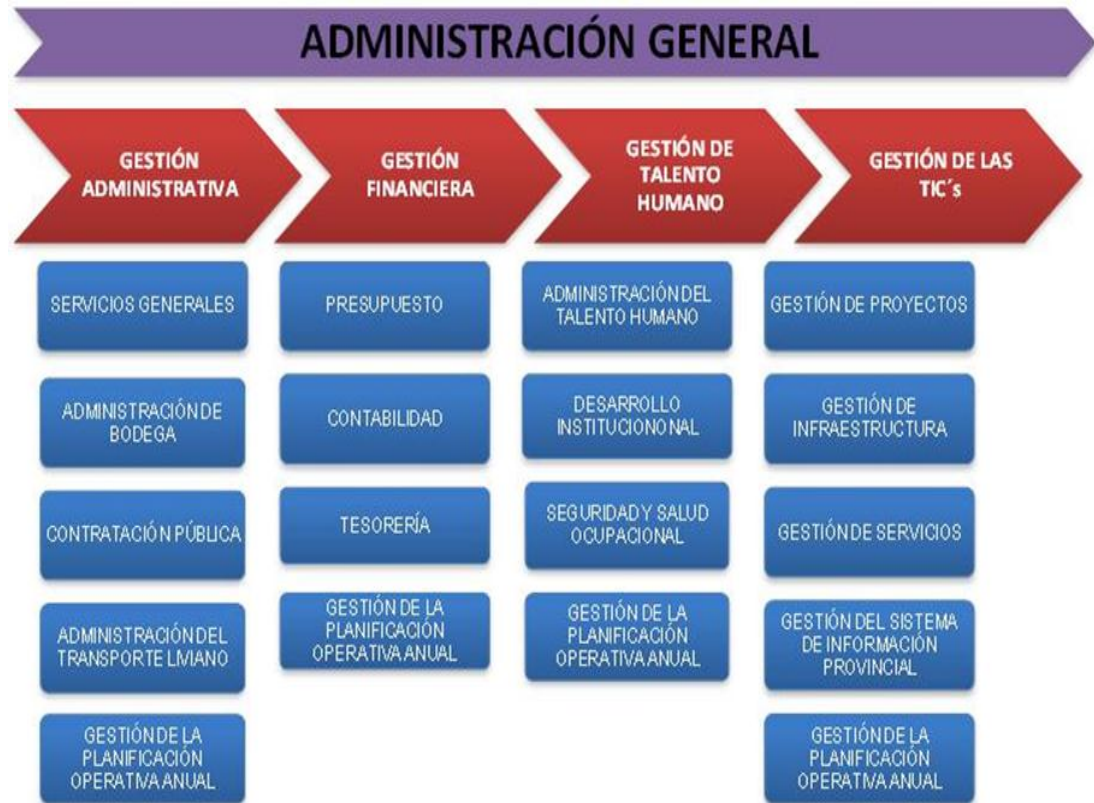 ADMINISTRACIÓN GENERAL
GESTIÓN
ADMINISTRATIVA
GESTIÓN
FINANCIERA
GESTIÓN DE
TALENTO
HUMANO
GESTIÓN DE LAS
TIC´s
SERVICIOS GENERALES
ADMINISTRACIÓN DE
BODEGA
CONTRATACIÓN PÚBLICA
ADMINISTRACIÓN DEL
TRANSPORTE LIVIANO
GESTIÓN DE LA
PLANIFICACIÓN
OPERATIVA ANUAL
PRESUPUESTO
CONTABILIDAD
TESORERÍA
GESTIÓN DE LA
PLANIFICACIÓN
OPERATIVA ANUAL
ADMINISTRACIÓN DEL
TALENTO HUMANO
DESARROLLO
INSTITUCIONONAL
SEGURIDAD Y SALUD
OCUPACIONAL
GESTIÓN DE LA
PLANIFICACIÓN
OPERATIVA ANUAL
GESTIÓN DE PROYECTOS
GESTIÓN DE
INFRAESTRUCTURA
GESTIÓN DE SERVICIOS
GESTIÓN DEL SISTEMA
DE INFORMACIÓN
PROVINCIAL
GESTIÓN DE LA
PLANIFICACIÓN
OPERATIVA ANUAL